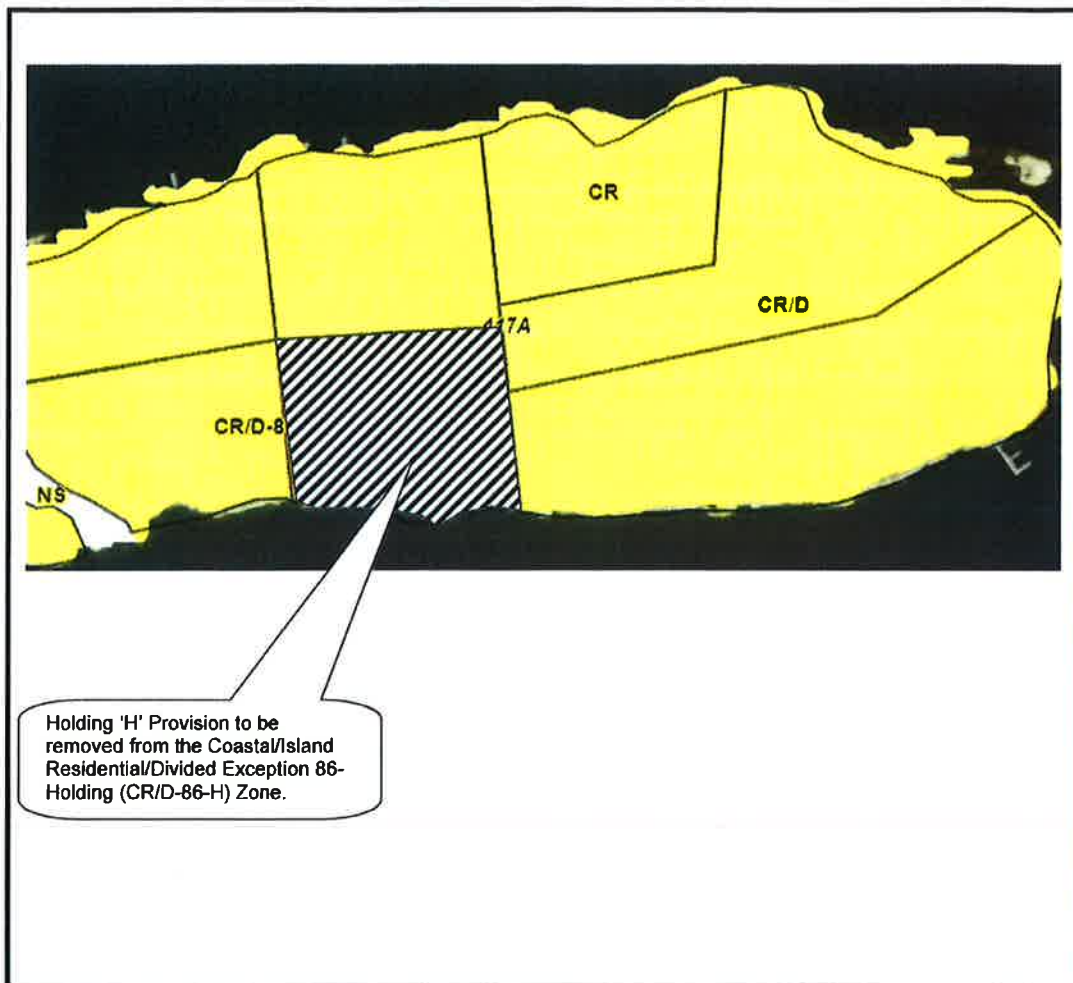 CR
CR/D
417A
CR/D-8
NS
Holding 'H' Provision to be
removed from the Coastal/Island
Residential/Divided Exception 86-
Holding (CR/D-86-H) Zone.